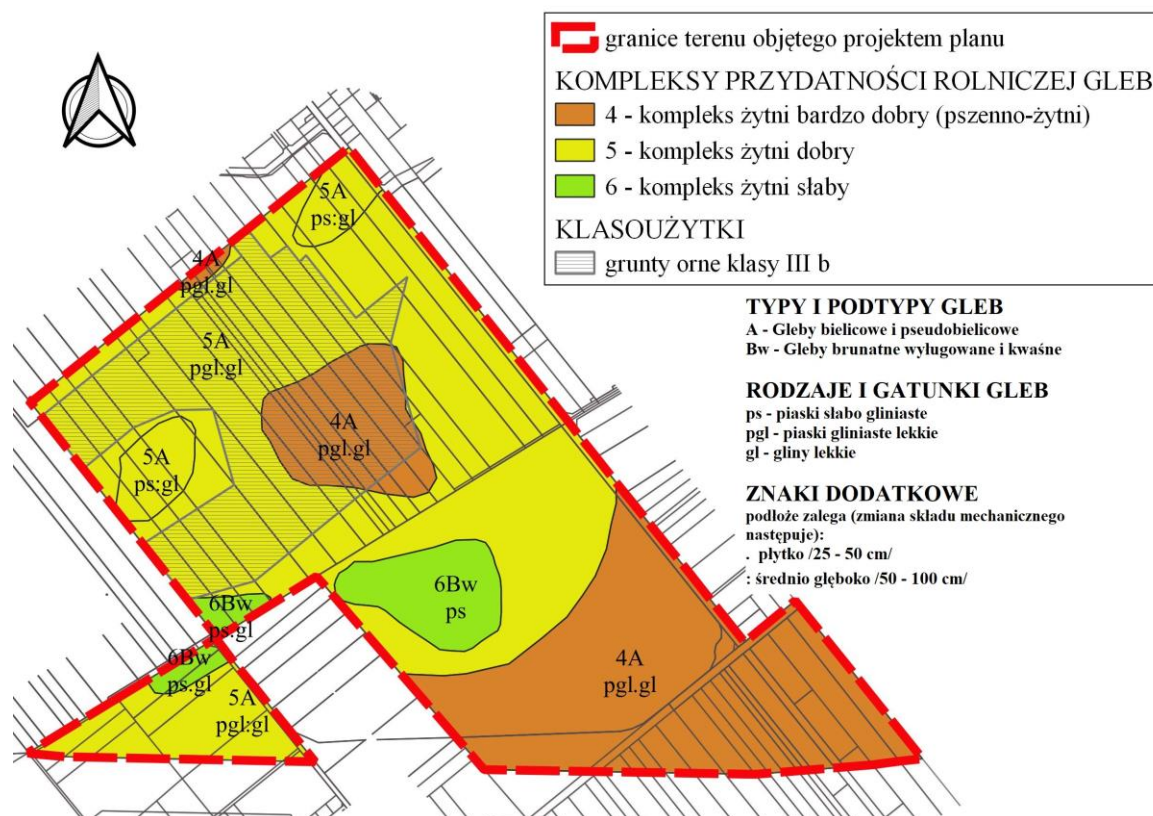 granice terenu objętego projektem planu
KOMPLEKSY PRZYDATNOŚCI ROLNICZEJ GLEB
4 - kompleks żytni bardzo dobry (pszenno-żytni)
5 - kompleks żytni dobry
6 - kompleks żytni słaby
KLASOUŻYTKI
grunty orne klasy III b
TYPY I PODTYPY GLEB
A - Gleby bielicowe i pseudobielicowe
Bw - Gleby brunatne wyługowane i kwaśne
RODZAJE I GATUNKI GLEB
ps - piaski słabo gliniaste
pgl - piaski gliniaste lekkie
gl - gliny lekkie
ZNAKI DODATKOWE
podłoże zalega (zmiana składu mechanicznego
następuje):
. płytko /25 - 50 cm/
: średnio głęboko /50 - 100 cm/
5A
ps:gl
4A
pgl.gl
5A
pgl:gl
4A
pgl.gl
5A
ps:gl
6Bw
ps
6Bw
ps.gl
6Bw
ps.gl
5A
pgl:gl
4A
pgl.gl